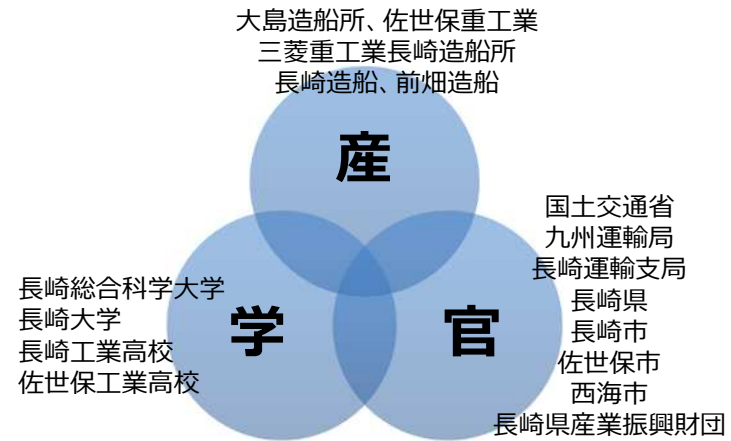 大島造船所、佐世保重工業
三菱重工業長崎造船所
長崎造船、前畑造船
産
国土交通省
九州運輸局
長崎運輸支局
長崎県
長崎市
佐世保市
西海市
長崎県産業振興財団
官
長崎総合科学大学
長崎大学
長崎工業高校
佐世保工業高校
学